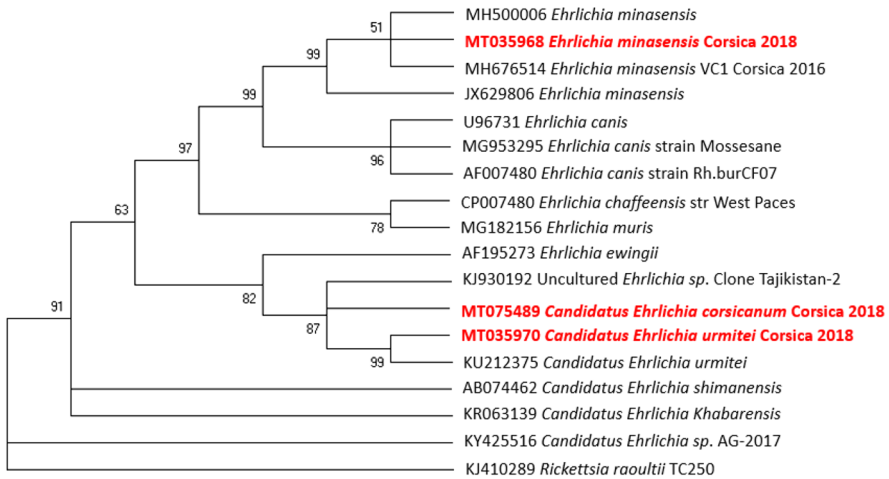 MH500006 Ehrlichia minasensis
51
MT035968 Ehrlichia minasensis Corsica 2018
99
MH676514 Ehrlichia minasensis VC1 Corsica 2016
99
JX629806 Ehrlichia minasensis
U96731 Ehrlichia canis
97
MG953295 Ehrlichia canis strain Mossesane
96
AF007480 Ehrlichia canis strain Rh.burCF07
CP007480 Ehrlichia chaffeensis str West Paces
63
78
MG182156 Ehrlichia muris
AF195273 Ehrlichia ewingii
82
KJ930192 Uncultured Ehrlichia sp. Clone Tajikistan-2
91
MT075489 Candidatus Ehrlichia corsicanum Corsica 2018
87
MT035970 Candidatus Ehrlichia urmitei Corsica 2018
99
KU212375 Candidatus Ehrlichia urmitei
AB074462 Candidatus Ehrlichia shimanensis
KR063139 Candidatus Ehrlichia Khabarensis
KY425516 Candidatus Ehrlichia sp. AG-2017
KJ410289 Rickettsia raoultii TC250